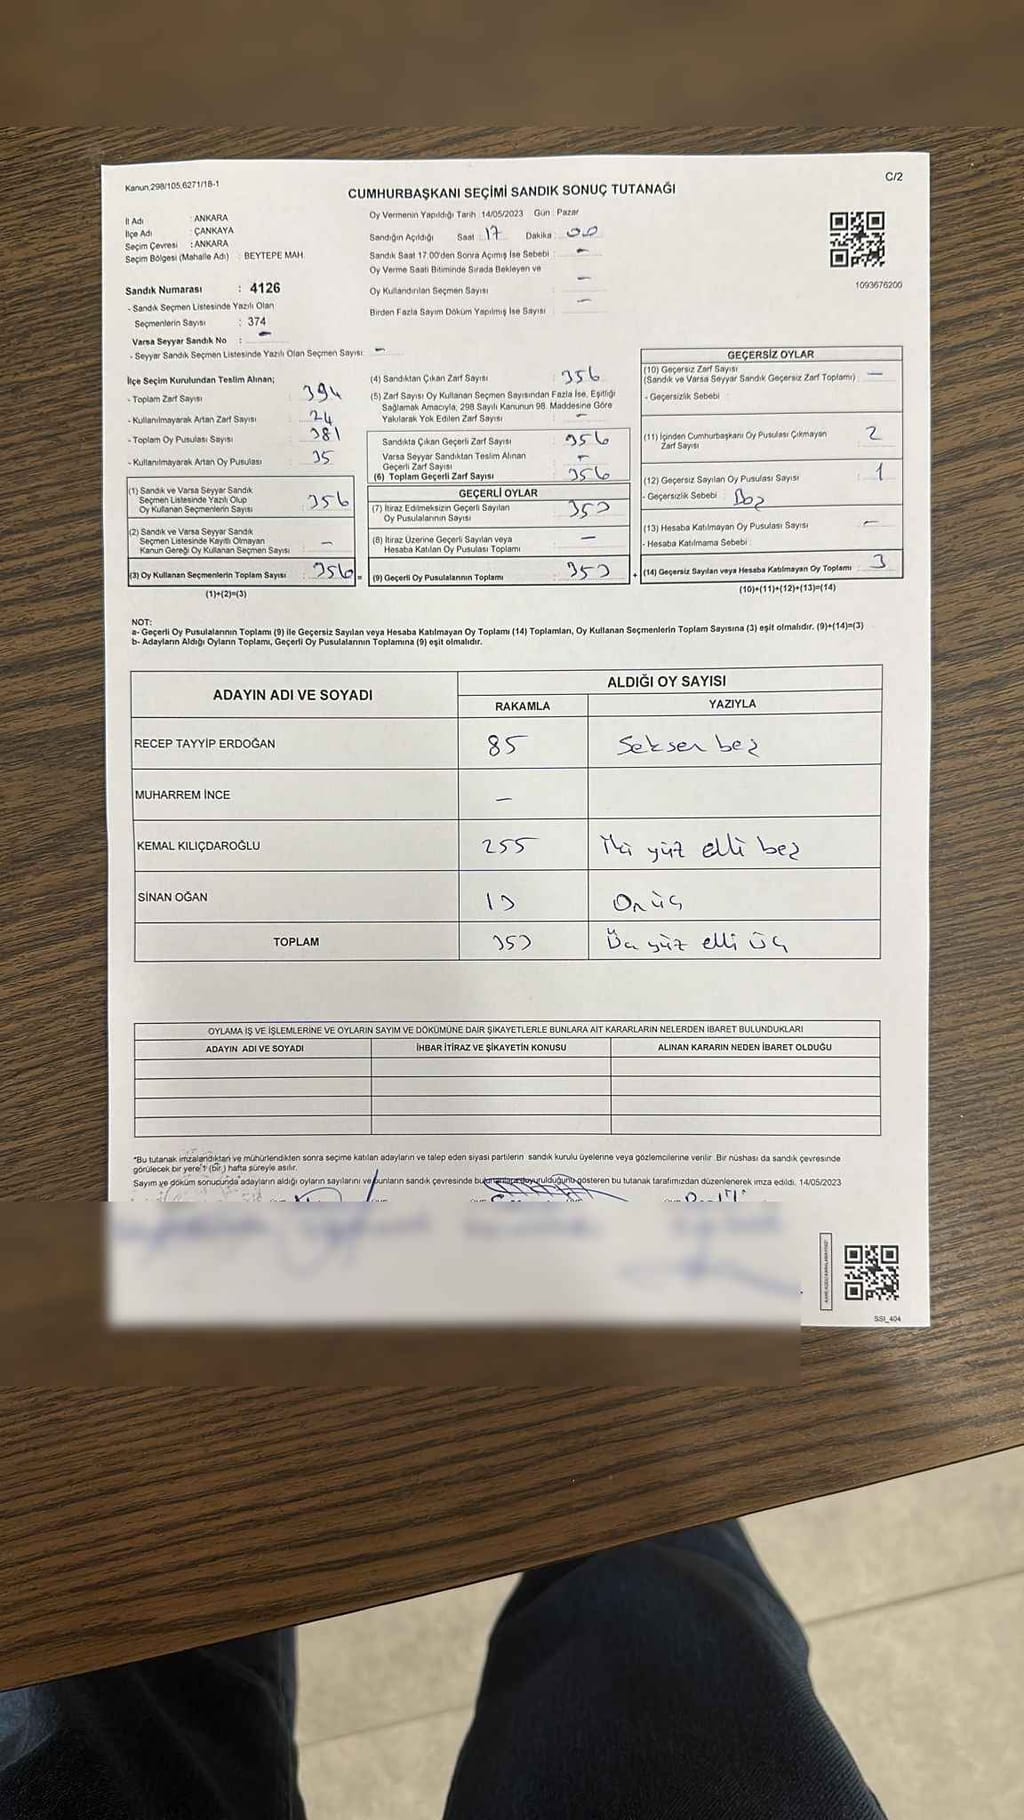 Kanun,298/105,6271/18-1
C/2
CUMHURBAŞKANI SEÇİMİ SANDIK SONUÇ TUTANAĞI
İl Adı : ANKARA
İlçe Adı : ÇANKAYA
Seçim Çevresi : ANKARA
Seçim Bölgesi (Mahalle Adı) : BEYTEPE MAH.
Sandık Numarası : 4126
- Sandık Seçmen Listesinde Yazılı Olan
Seçmenlerin Sayısı : 374
Varsa Seyyar Sandık No : -
- Seyyar Sandık Seçmen Listesinde Yazılı Olan Seçmen Sayısı: -
Oy Vermenin Yapıldığı Tarih :14/05/2023 Gün : Pazar
Sandığın Açıldığı Saat : 17 Dakika : 00
Sandık Saat 17:00'den Sonra Açımış İse Sebebi : -
Oy Verme Saati Bitiminde Sırada Bekleyen ve
Oy Kullandırılan Seçmen Sayısı : -
Birden Fazla Sayım Döküm Yapılmış İse Sayısı : -
1093676200
İlçe Seçim Kurulundan Teslim Alınan;
- Toplam Zarf Sayısı : 394
- Kullanılmayarak Artan Zarf Sayısı : 24
- Toplam Oy Pusulası Sayısı : 381
- Kullanılmayarak Artan Oy Pusulası : 35
(1) Sandık ve Varsa Seyyar Sandık
Seçmen Listesinde Yazılı Olup
Oy Kullanan Seçmenlerin Sayısı : 356
(2) Sandık ve Varsa Seyyar Sandık
Seçmen Listesinde Kayıtlı Olmayan
Kanun Gereği Oy Kullanan Seçmen Sayısı : -
(3) Oy Kullanan Seçmenlerin Toplam Sayısı : 356 =
(1)+(2)=(3)
(4) Sandıktan Çıkan Zarf Sayısı : 356
(5) Zarf Sayısı Oy Kullanan Seçmen Sayısından Fazla İse, Eşitliği
Sağlamak Amacıyla, 298 Sayılı Kanunun 98. Maddesine Göre
Yakılarak Yok Edilen Zarf Sayısı : -
Sandıkta Çıkan Geçerli Zarf Sayısı : 356
Varsa Seyyar Sandıktan Teslim Alınan
Geçerli Zarf Sayısı : -
(6) Toplam Geçerli Zarf Sayısı : 356
GEÇERLİ OYLAR
(7) İtiraz Edilmeksizin Geçerli Sayılan
Oy Pusulalarının Sayısı : 353
(8) İtiraz Üzerine Geçerli Sayılan veya
Hesaba Katılan Oy Pusulası Toplamı : -
(9) Geçerli Oy Pusulalarının Toplamı : 353 +
GEÇERSİZ OYLAR
(10) Geçersiz Zarf Sayısı
(Sandık ve Varsa Seyyar Sandık Geçersiz Zarf Toplamı) : -
- Geçersizlik Sebebi :
(11) İçinden Cumhurbaşkanı Oy Pusulası Çıkmayan
Zarf Sayısı : 2
(12) Geçersiz Sayılan Oy Pusulası Sayısı : 1
- Geçersizlik Sebebi : Boş
(13) Hesaba Katılmayan Oy Pusulası Sayısı : -
- Hesaba Katılmama Sebebi :
(14) Geçersiz Sayılan veya Hesaba Katılmayan Oy Toplamı : 3
(10)+(11)+(12)+(13)=(14)
NOT:
a- Geçerli Oy Pusulalarının Toplamı (9) ile Geçersiz Sayılan veya Hesaba Katılmayan Oy Toplamı (14) Toplamları, Oy Kullanan Seçmenlerin Toplam Sayısına (3) eşit olmalıdır. (9)+(14)=(3)
b- Adayların Aldığı Oyların Toplamı, Geçerli Oy Pusulalarının Toplamına (9) eşit olmalıdır.
ADAYIN ADI VE SOYADI
ALDIĞI OY SAYISI
RAKAMLA YAZIYLA
RECEP TAYYİP ERDOĞAN 85 Seksen beş
MUHARREM İNCE -
KEMAL KILIÇDAROĞLU 255 İki yüz elli beş
SİNAN OĞAN 13 On üç
TOPLAM 353 Üç yüz elli üç
OYLAMA İŞ VE İŞLEMLERİNE VE OYLARIN SAYIM VE DÖKÜMÜNE DAİR ŞİKAYETLERLE BUNLARA AİT KARARLARIN NELERDEN İBARET BULUNDUKLARI
ADAYIN ADI VE SOYADI İHBAR İTİRAZ VE ŞİKAYETİN KONUSU ALINAN KARARIN NEDEN İBARET OLDUĞU
*Bu tutanak imzalandıktan ve mühürlendikten sonra seçime katılan adayların ve talep eden siyasi partilerin sandık kurulu üyelerine veya gözlemcilerine verilir. Bir nüshası da sandık çevresinde
görülecek bir yere 1 (bir) hafta süreyle asılır.
Sayım ve döküm sonucunda adayların aldığı oyların sayılarını ve bunların sandık çevresinde bulunanlara duyurulduğunu gösteren bu tutanak tarafımızdan düzenlenerek imza edildi. 14/05/2023
SSI_404